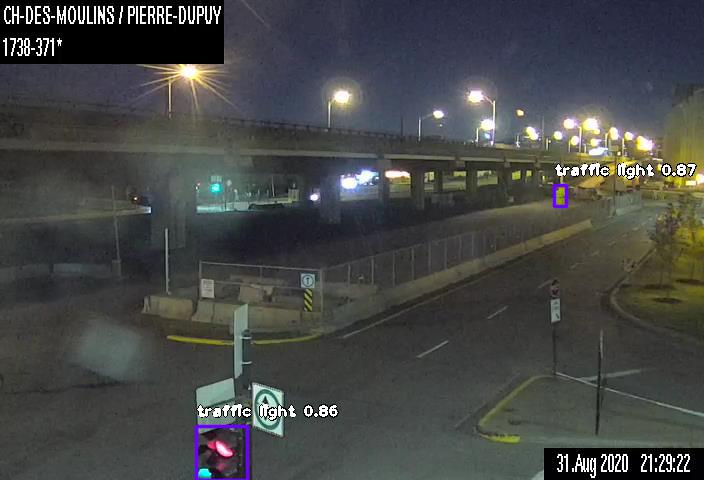 CH-DES-MOULINS / PIERRE-DUPUY
1738-371*
traffic light 0.87
traffic light 0.86
31.Aug 2020 21:29:22